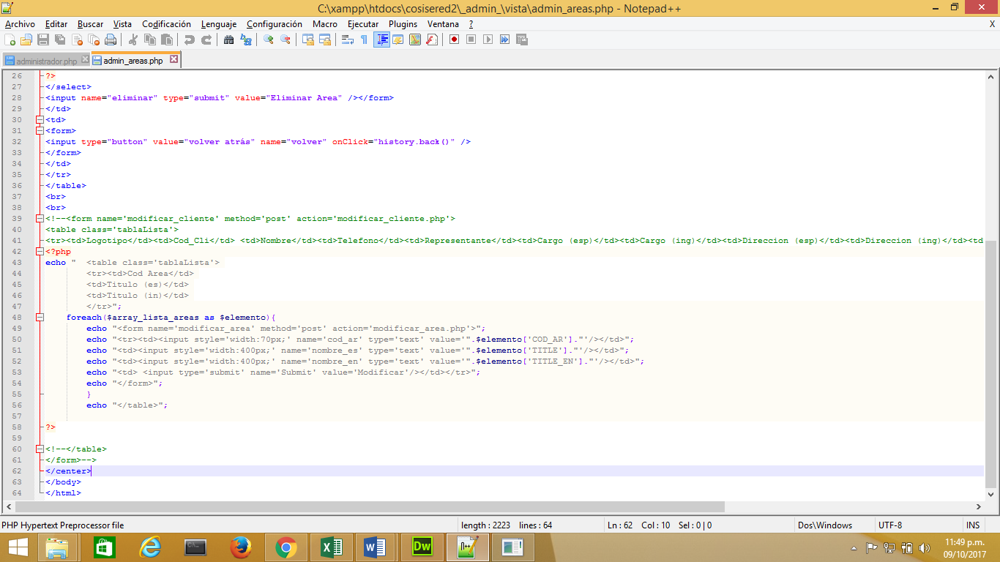 C:\xampp\htdocs\cosisered2\_admin_\vista\admin_areas.php - Notepad++
Archivo Editar Buscar Vista Codificación Lenguaje Configuración Macro Ejecutar Plugins Ventana ? X
administrador.php admin_areas.php
26 ?>
27 </select>
28 <input name="eliminar" type="submit" value="Eliminar Area" /></form>
29 </td>
30 <td>
31 <form>
32 <input type="button" value="volver atrás" name="volver" onClick="history.back()" />
33 </form>
34 </td>
35 </tr>
36 </table>
37 <br>
38 <br>
39 <!--<form name='modificar_cliente' method='post' action='modificar_cliente.php'>
40 <table class='tablaLista'>
41 <tr><td>Logotipo</td><td>Cod_Cli</td> <td>Nombre</td><td>Telefono</td><td>Representante</td><td>Cargo (esp)</td><td>Cargo (ing)</td><td>Direccion (esp)</td><td>Direccion (ing)</td><td
42 <?php
43 echo " <table class='tablaLista'>
44 <tr><td>Cod Area</td>
45 <td>Titulo (es)</td>
46 <td>Titulo (in)</td>
47 </tr>";
48 foreach($array_lista_areas as $elemento){
49 echo "<form name='modificar_area' method='post' action='modificar_area.php'>";
50 echo "<tr><td><input style='width:70px;' name='cod_ar' type='text' value='".$elemento['COD_AR']."'/></td>";
51 echo "<td><input style='width:400px;' name='nombre_es' type='text' value='".$elemento['TITLE']."'/></td>";
52 echo "<td><input style='width:400px;' name='nombre_en' type='text' value='".$elemento['TITLE_EN']."'/></td>";
53 echo "<td> <input type='submit' name='Submit' value='Modificar'/></td></tr>";
54 echo "</form>";
55 }
56 echo "</table>";
57
58 ?>
59
60 <!--</table>
61 </form>-->
62 </center>
63 </body>
64 </html>
PHP Hypertext Preprocessor file length : 2223 lines : 64 Ln : 62 Col : 10 Sel : 0 | 0 Dos\Windows UTF-8 INS
Dw
11:49 p.m.
09/10/2017